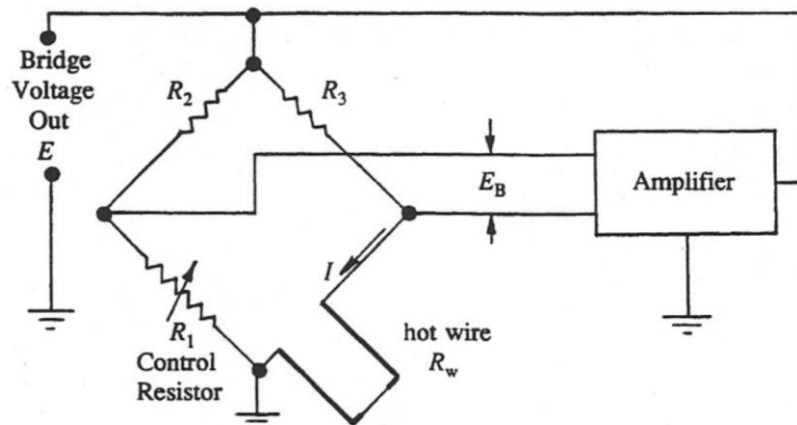 Bridge
Voltage
Out
E
R2
R3
EB
Amplifier
I
R1
Control
Resistor
hot wire
Rw